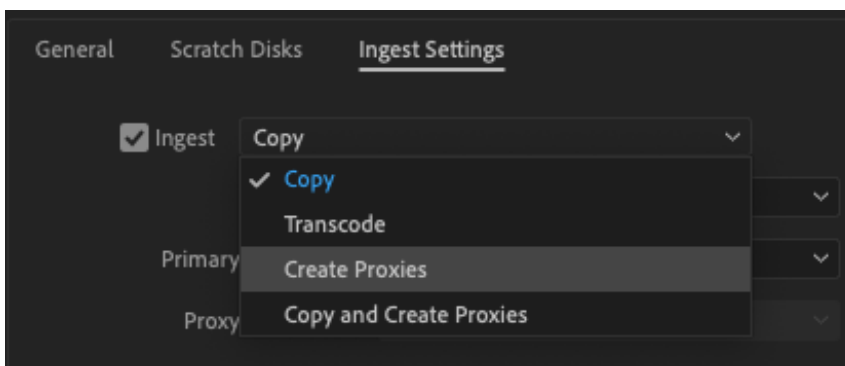 General Scratch Disks Ingest Settings
Ingest Copy
Copy
Transcode
Primary Create Proxies
Proxy Copy and Create Proxies